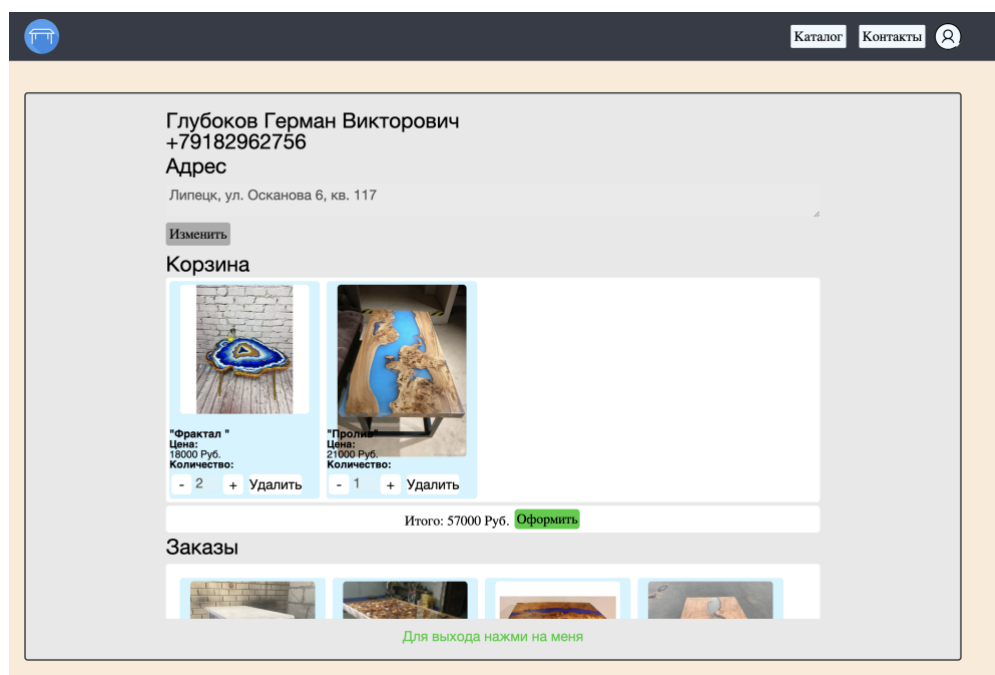 Каталог Контакты
Глубоков Герман Викторович
+79182962756
Адрес
Липецк, ул. Осканова 6, кв. 117
Изменить
Корзина
"Фрактал "
Цена:
18000 Руб.
Количество:
- 2 + Удалить
"Пролив"
Цена:
21000 Руб.
Количество:
- 1 + Удалить
Итого: 57000 Руб. Оформить
Заказы
Для выхода нажми на меня